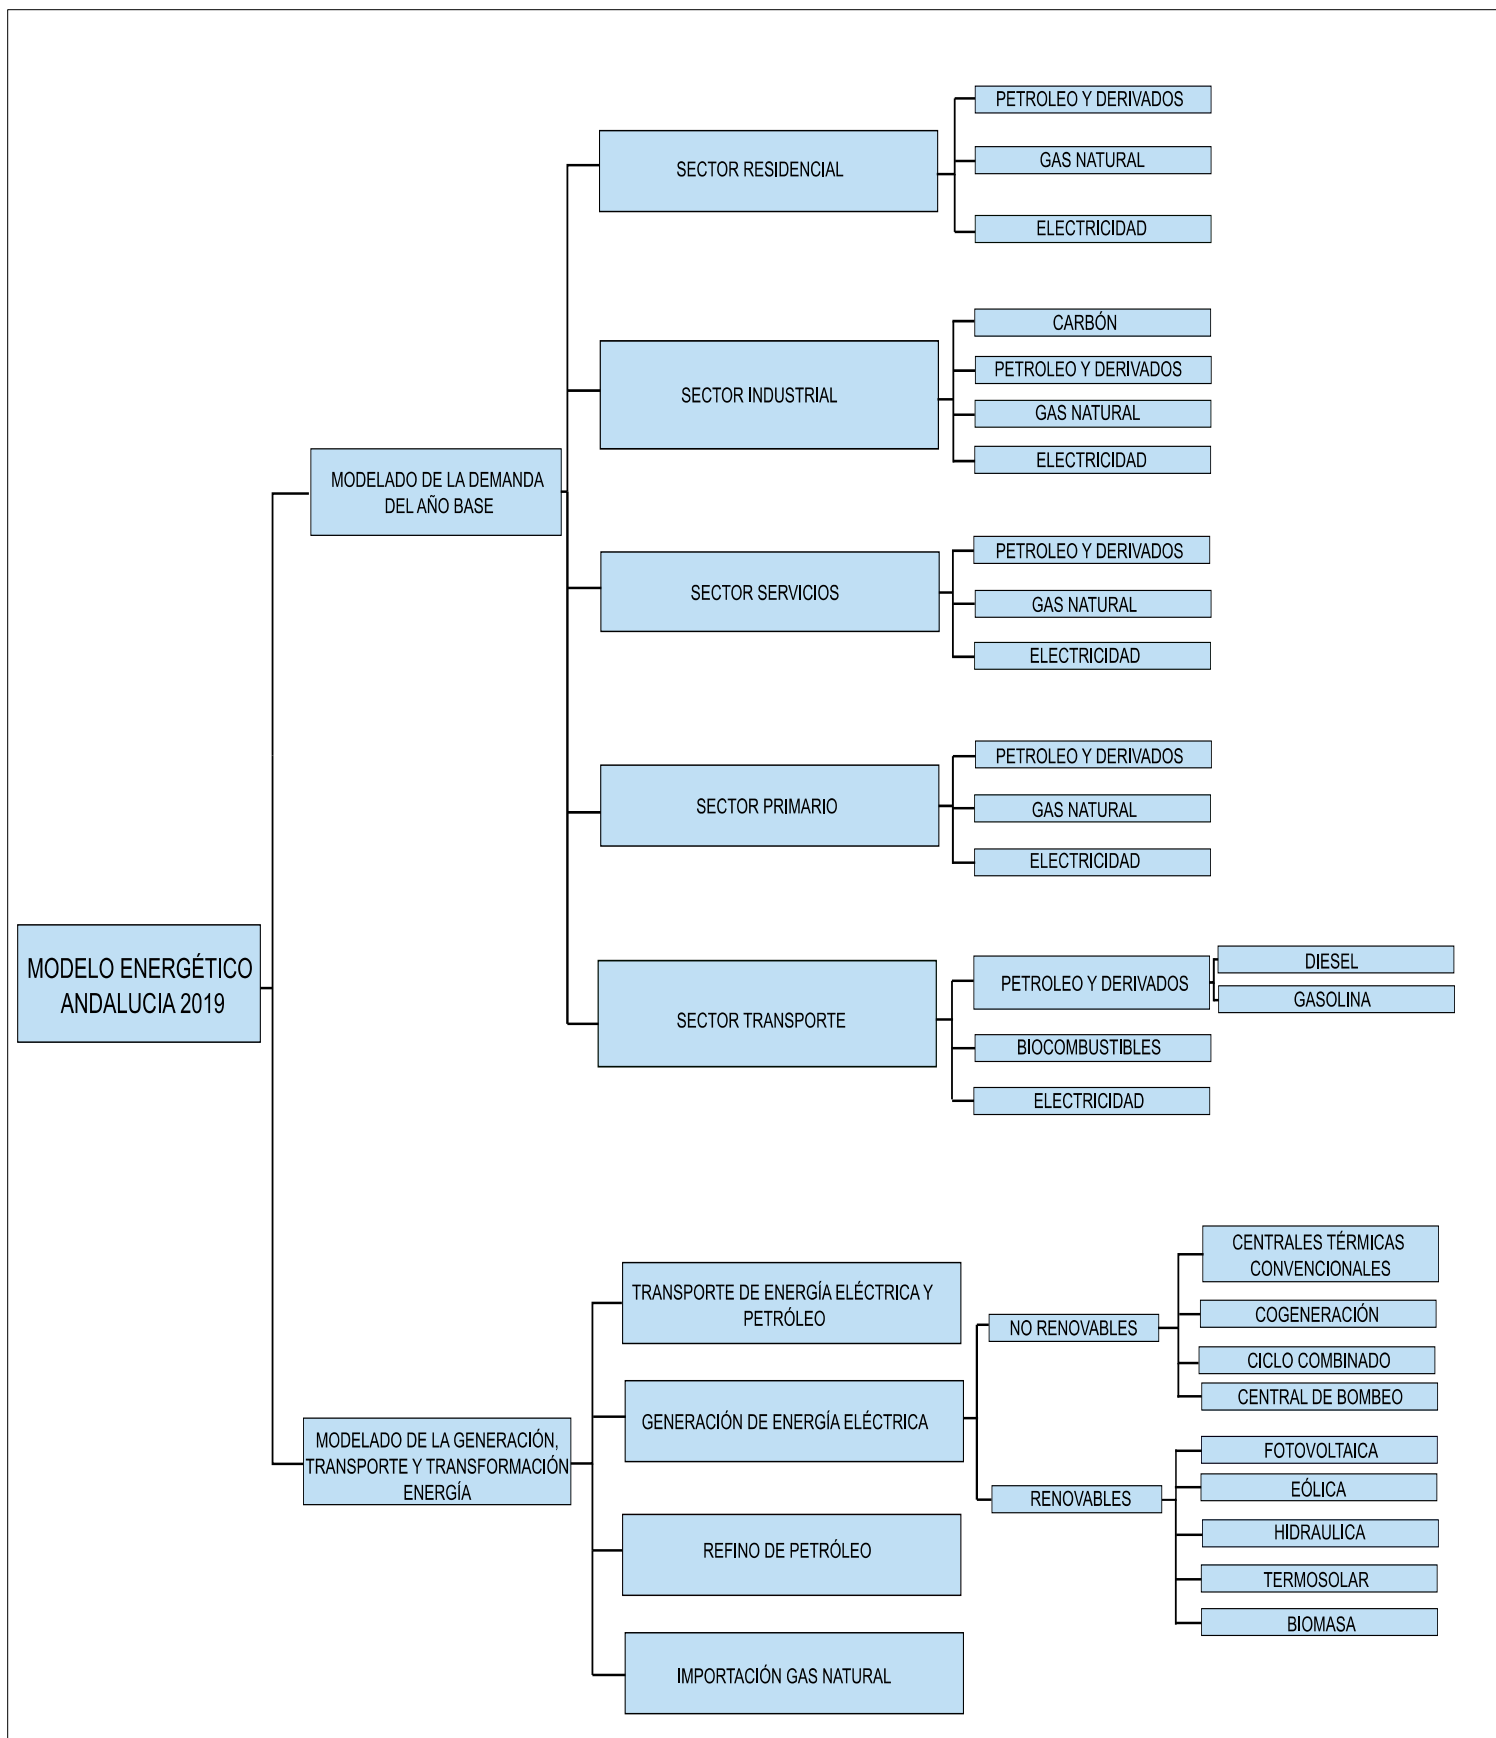 MODELO ENERGÉTICO
ANDALUCIA 2019
MODELADO DE LA DEMANDA
DEL AÑO BASE
SECTOR RESIDENCIAL
PETROLEO Y DERIVADOS
GAS NATURAL
ELECTRICIDAD
SECTOR INDUSTRIAL
CARBÓN
PETROLEO Y DERIVADOS
GAS NATURAL
ELECTRICIDAD
SECTOR SERVICIOS
PETROLEO Y DERIVADOS
GAS NATURAL
ELECTRICIDAD
SECTOR PRIMARIO
PETROLEO Y DERIVADOS
GAS NATURAL
ELECTRICIDAD
SECTOR TRANSPORTE
PETROLEO Y DERIVADOS
DIESEL
GASOLINA
BIOCOMBUSTIBLES
ELECTRICIDAD
MODELADO DE LA GENERACIÓN,
TRANSPORTE Y TRANSFORMACIÓN
ENERGÍA
TRANSPORTE DE ENERGÍA ELÉCTRICA Y
PETRÓLEO
GENERACIÓN DE ENERGÍA ELÉCTRICA
NO RENOVABLES
CENTRALES TÉRMICAS
CONVENCIONALES
COGENERACIÓN
CICLO COMBINADO
CENTRAL DE BOMBEO
RENOVABLES
FOTOVOLTAICA
EÓLICA
HIDRAULICA
TERMOSOLAR
BIOMASA
REFINO DE PETRÓLEO
IMPORTACIÓN GAS NATURAL